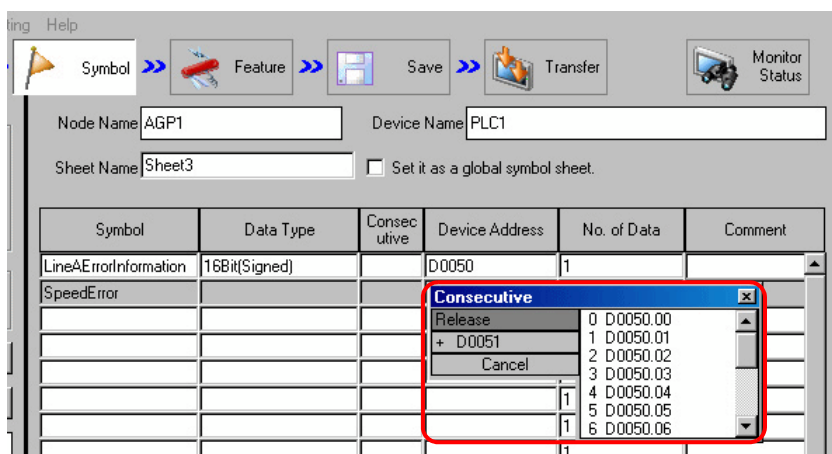 ting Help
Symbol >> Feature >> Save >> Transfer Monitor Status
Node Name AGP1 Device Name PLC1
Sheet Name Sheet3 Set it as a global symbol sheet.
Symbol Data Type Consec utive Device Address No. of Data Comment
LineAErrorInformation 16Bit(Signed) D0050 1
SpeedError
Consecutive
Release 0 D0050.00
+ D0051 1 D0050.01
Cancel 2 D0050.02
3 D0050.03
1 4 D0050.04
5 D0050.05
1 6 D0050.06
1